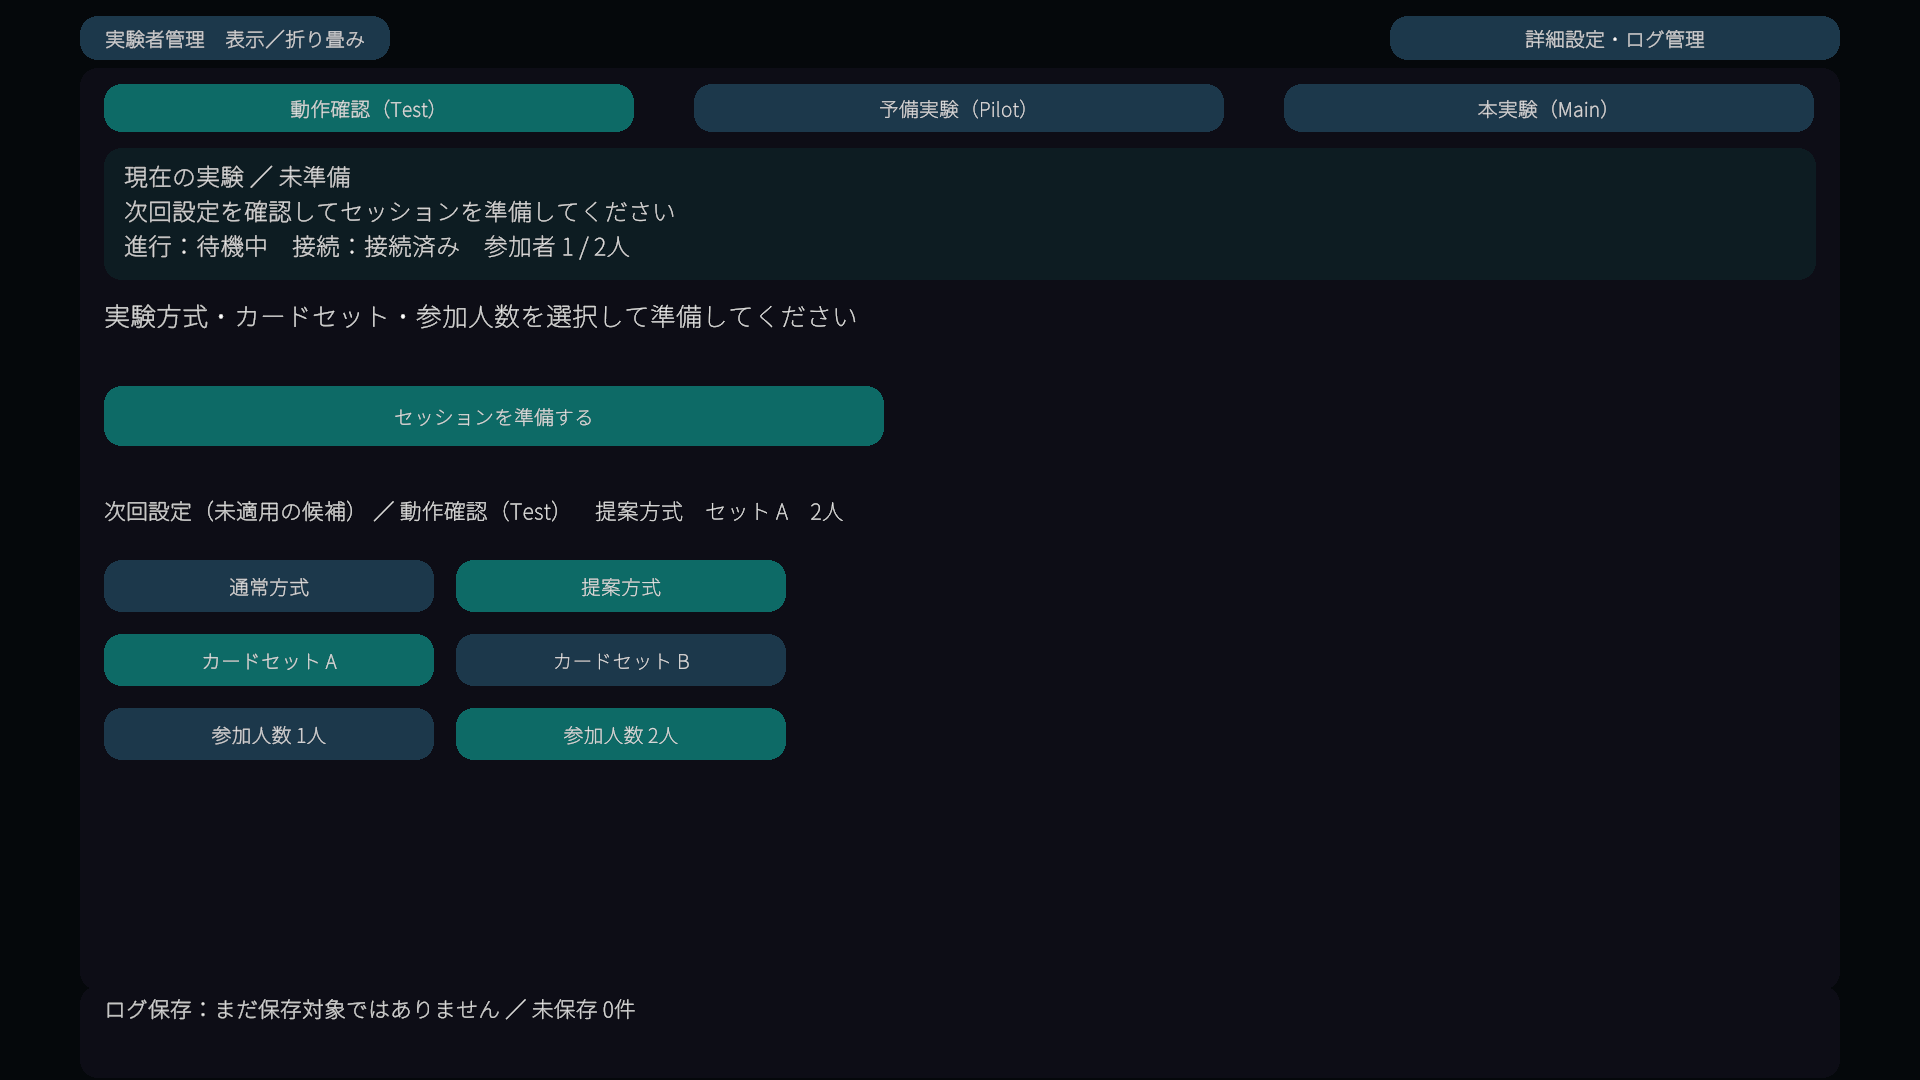 実験者管理　表示／折り畳み
詳細設定・ログ管理
動作確認（Test）
予備実験（Pilot）
本実験（Main）
現在の実験 ／ 未準備
次回設定を確認してセッションを準備してください
進行：待機中　接続：接続済み　参加者 1 / 2人
実験方式・カードセット・参加人数を選択して準備してください
セッションを準備する
次回設定（未適用の候補） ／ 動作確認（Test）　提案方式　セット A　2人
通常方式
提案方式
カードセット A
カードセット B
参加人数 1人
参加人数 2人
ログ保存：まだ保存対象ではありません ／ 未保存 0件